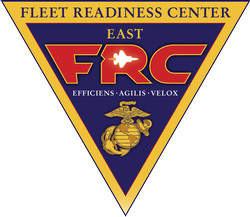 FLEET READINESS CENTER
EAST
FRC
EFFICIENS · AGILIS · VELOX